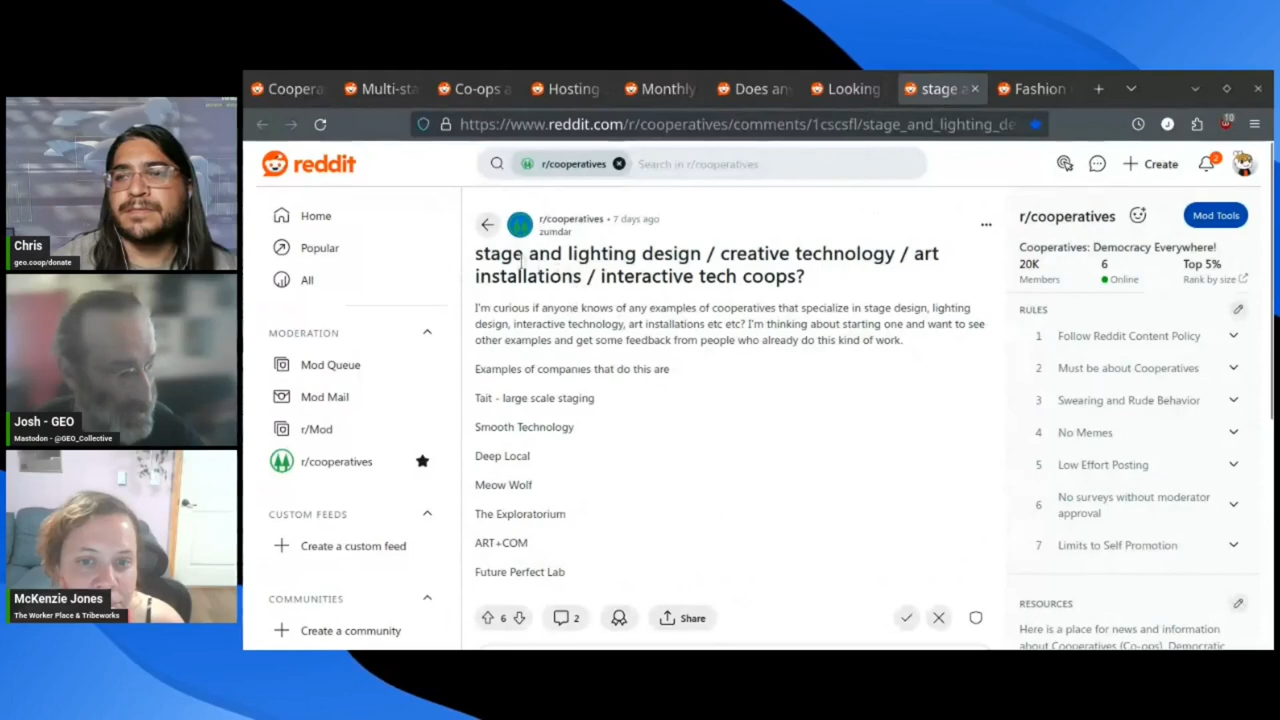 Coopera
Multi-sta
Co-ops a
Hosting
Monthly
Does an
Looking
stage a
Fashion
https://www.reddit.com/r/cooperatives/comments/1cscsfl/stage_and_lighting_de
10
reddit
r/cooperatives
Search in r/cooperatives
Create
2
Home
Popular
All
MODERATION
Mod Queue
Mod Mail
r/Mod
r/cooperatives
CUSTOM FEEDS
Create a custom feed
COMMUNITIES
Create a community
r/cooperatives • 7 days ago
zumdar
stage and lighting design / creative technology / art
installations / interactive tech coops?
I'm curious if anyone knows of any examples of cooperatives that specialize in stage design, lighting
design, interactive technology, art installations etc etc? I'm thinking about starting one and want to see
other examples and get some feedback from people who already do this kind of work.
Examples of companies that do this are
Tait - large scale staging
Smooth Technology
Deep Local
Meow Wolf
The Exploratorium
ART+COM
Future Perfect Lab
6
2
Share
r/cooperatives
Mod Tools
Cooperatives: Democracy Everywhere!
20K
6
Top 5%
Members
Online
Rank by size
RULES
1 Follow Reddit Content Policy
2 Must be about Cooperatives
3 Swearing and Rude Behavior
4 No Memes
5 Low Effort Posting
6 No surveys without moderator
approval
7 Limits to Self Promotion
RESOURCES
Here is a place for news and information
about Cooperatives (Co-ops), Democratic
Chris
geo.coop/donate
Josh - GEO
Mastodon - @GEO_Collective
McKenzie Jones
The Worker Place & Tribeworks